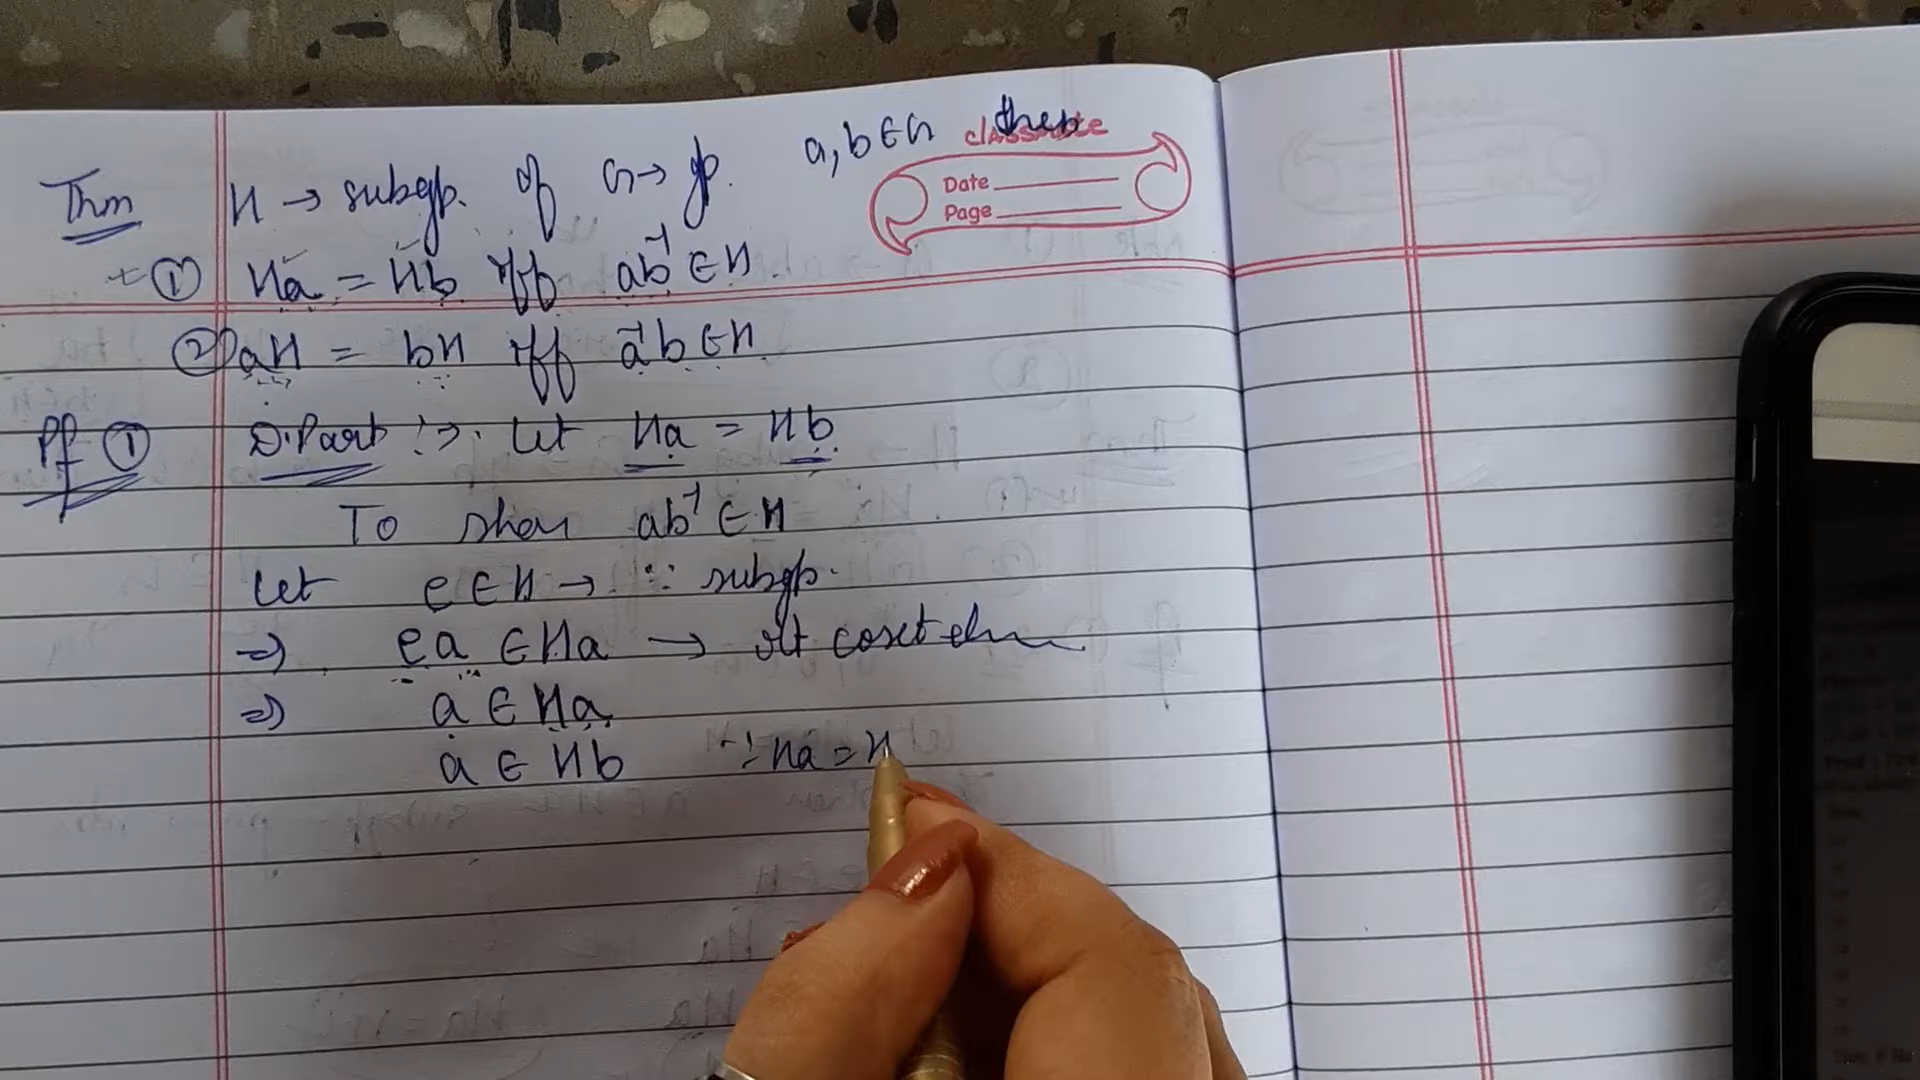 Thm H → subgp. of G → gp. a, b ∈ G then
classmate
Date
Page
① Ha = Hb iff ab⁻¹ ∈ H.
② aH = bH iff a⁻¹b ∈ H.
Pf ① D.Part :⇒. Let Ha = Hb.
To show ab⁻¹ ∈ H
Let e ∈ H → ∵ subgp.
⇒ ea ∈ Ha → rt coset
⇒ a ∈ Ha
a ∈ Hb ∵ Ha = H